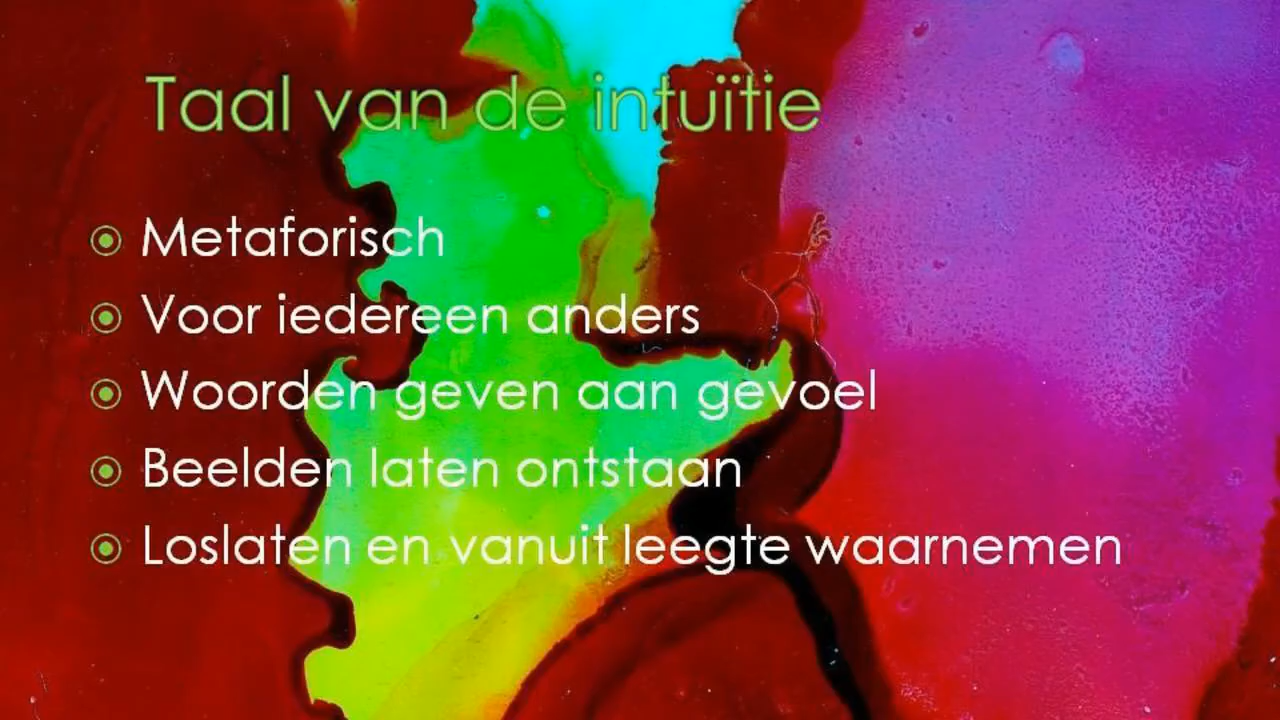 Taal van de intuïtie
Metaforisch
Voor iedereen anders
Woorden geven aan gevoel
Beelden laten ontstaan
Loslaten en vanuit leegte waarnemen